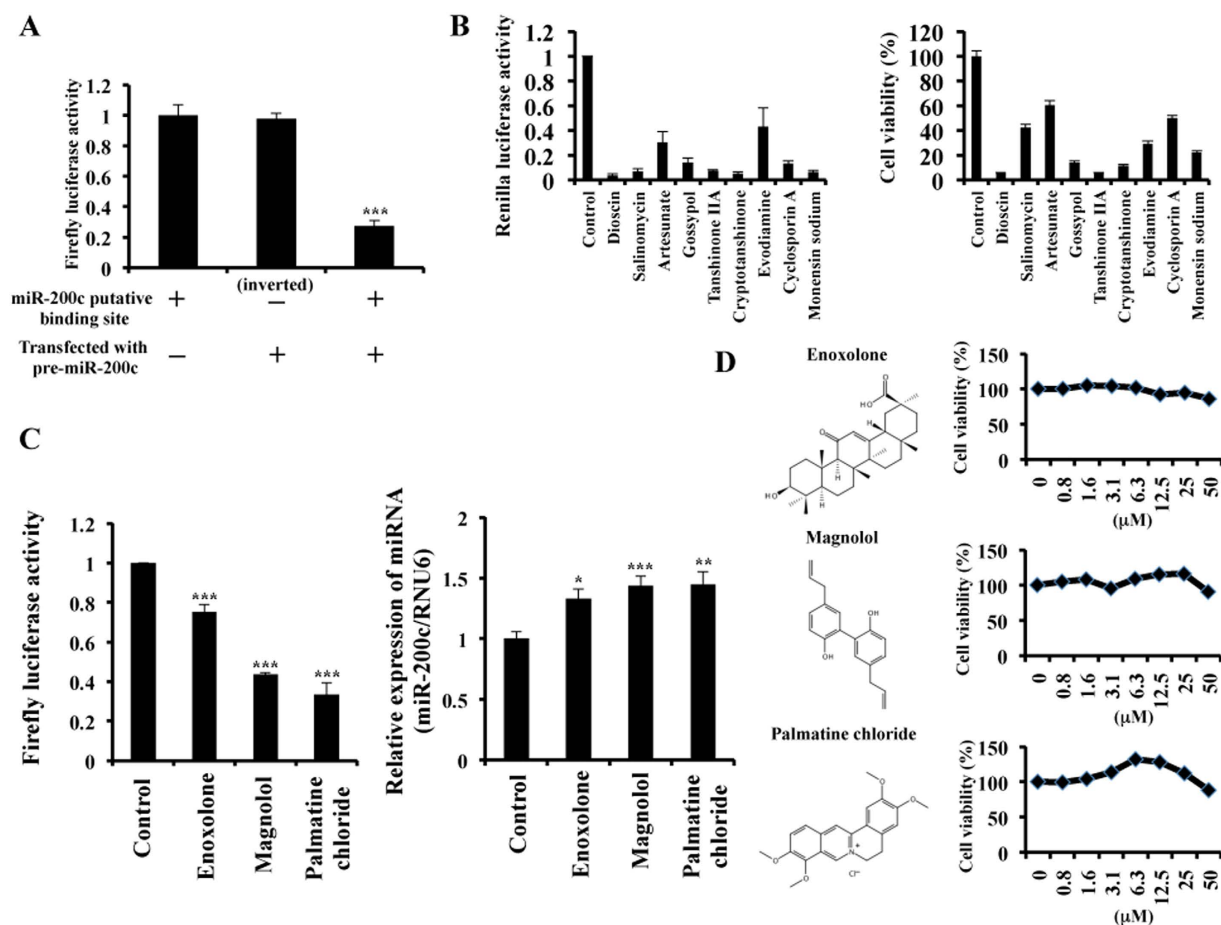 A
Firefly luciferase activity
1.2
1
0.8
0.6
0.4
0.2
0
***
(inverted)
miR-200c putative
binding site
+
−
+
Transfected with
pre-miR-200c
−
+
+
B
Renilla luciferase activity
1.2
1
0.8
0.6
0.4
0.2
0
Control
Dioscin
Salinomycin
Artesunate
Gossypol
Tanshinone IIA
Cryptotanshinone
Evodiamine
Cyclosporin A
Monensin sodium
Cell viability (%)
120
100
80
60
40
20
0
Control
Dioscin
Salinomycin
Artesunate
Gossypol
Tanshinone IIA
Cryptotanshinone
Evodiamine
Cyclosporin A
Monensin sodium
C
Firefly luciferase activity
1.2
1
0.8
0.6
0.4
0.2
0
***
***
***
Control
Enoxolone
Magnolol
Palmatine
chloride
Relative expression of miRNA
(miR-200c/RNU6)
2
1.5
1
0.5
0
*
***
**
Control
Enoxolone
Magnolol
Palmatine
chloride
D
Enoxolone
O
HO
H
O
H
H
HO
H
Cell viability (%)
150
100
50
0
0
0.8
1.6
3.1
6.3
12.5
25
50
(μM)
Magnolol
OH
OH
Cell viability (%)
150
100
50
0
0
0.8
1.6
3.1
6.3
12.5
25
50
(μM)
Palmatine chloride
O
O
O
O
N+
Cl−
Cell viability (%)
150
100
50
0
0
0.8
1.6
3.1
6.3
12.5
25
50
(μM)